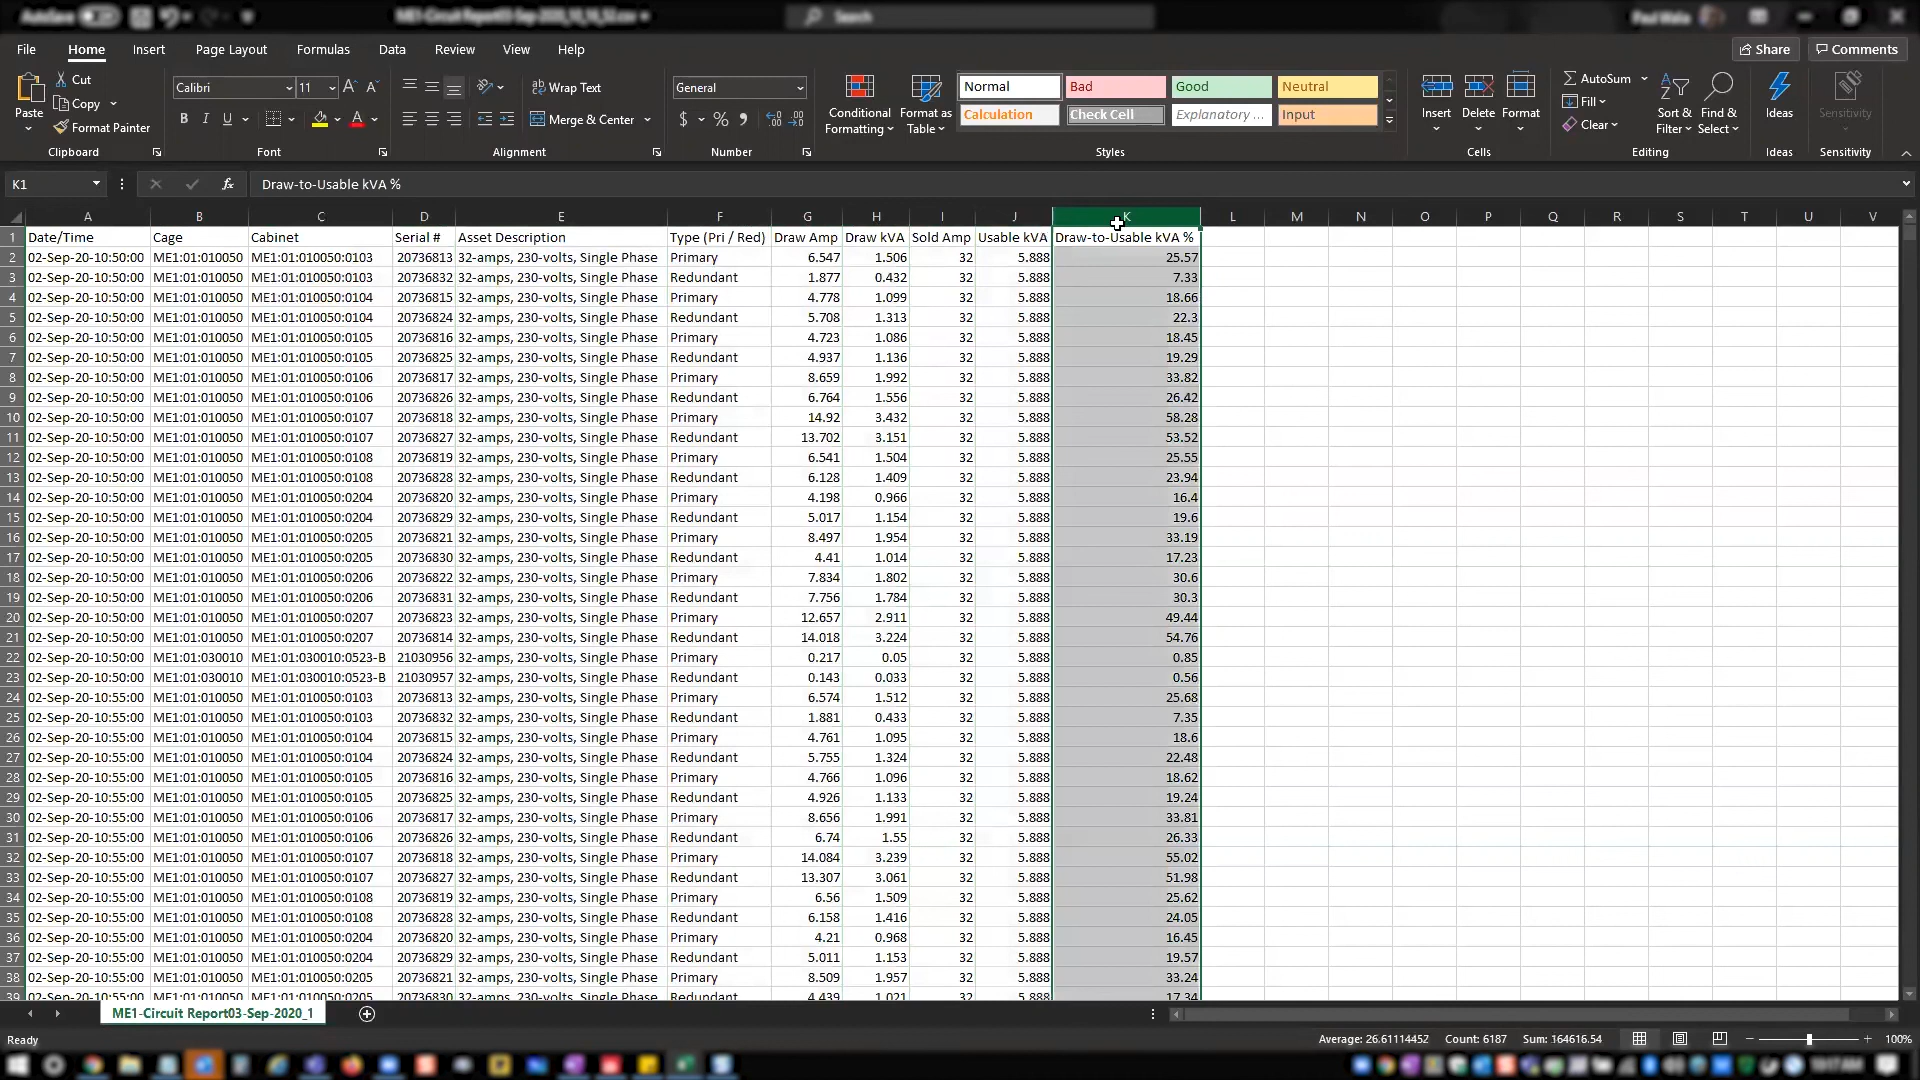 File Home Insert Page Layout Formulas Data Review View Help Share Comments
Paste Cut Copy Format Painter Clipboard
Calibri 11 Font
Wrap Text Merge & Center Alignment
General $ % Number
Conditional Formatting Format as Table
Normal Bad Good Neutral
Calculation Check Cell Explanatory ... Input
Styles
Insert Delete Format Cells
AutoSum Fill Clear Sort & Filter Find & Select Editing
Ideas Ideas
Sensitivity Sensitivity
K1 fx Draw-to-Usable kVA %
A B C D E F G H I J K L M N O P Q R S T U V
1 Date/Time Cage Cabinet Serial # Asset Description Type (Pri / Red) Draw Amp Draw kVA Sold Amp Usable kVA Draw-to-Usable kVA %
2 02-Sep-20-10:50:00 ME1:01:010050 ME1:01:010050:0103 20736813 32-amps, 230-volts, Single Phase Primary 6.547 1.506 32 5.888 25.57
3 02-Sep-20-10:50:00 ME1:01:010050 ME1:01:010050:0103 20736832 32-amps, 230-volts, Single Phase Redundant 1.877 0.432 32 5.888 7.33
4 02-Sep-20-10:50:00 ME1:01:010050 ME1:01:010050:0104 20736815 32-amps, 230-volts, Single Phase Primary 4.778 1.099 32 5.888 18.66
5 02-Sep-20-10:50:00 ME1:01:010050 ME1:01:010050:0104 20736824 32-amps, 230-volts, Single Phase Redundant 5.708 1.313 32 5.888 22.3
6 02-Sep-20-10:50:00 ME1:01:010050 ME1:01:010050:0105 20736816 32-amps, 230-volts, Single Phase Primary 4.723 1.086 32 5.888 18.45
7 02-Sep-20-10:50:00 ME1:01:010050 ME1:01:010050:0105 20736825 32-amps, 230-volts, Single Phase Redundant 4.937 1.136 32 5.888 19.29
8 02-Sep-20-10:50:00 ME1:01:010050 ME1:01:010050:0106 20736817 32-amps, 230-volts, Single Phase Primary 8.659 1.992 32 5.888 33.82
9 02-Sep-20-10:50:00 ME1:01:010050 ME1:01:010050:0106 20736826 32-amps, 230-volts, Single Phase Redundant 6.764 1.556 32 5.888 26.42
10 02-Sep-20-10:50:00 ME1:01:010050 ME1:01:010050:0107 20736818 32-amps, 230-volts, Single Phase Primary 14.92 3.432 32 5.888 58.28
11 02-Sep-20-10:50:00 ME1:01:010050 ME1:01:010050:0107 20736827 32-amps, 230-volts, Single Phase Redundant 13.702 3.151 32 5.888 53.52
12 02-Sep-20-10:50:00 ME1:01:010050 ME1:01:010050:0108 20736819 32-amps, 230-volts, Single Phase Primary 6.541 1.504 32 5.888 25.55
13 02-Sep-20-10:50:00 ME1:01:010050 ME1:01:010050:0108 20736828 32-amps, 230-volts, Single Phase Redundant 6.128 1.409 32 5.888 23.94
14 02-Sep-20-10:50:00 ME1:01:010050 ME1:01:010050:0204 20736820 32-amps, 230-volts, Single Phase Primary 4.198 0.966 32 5.888 16.4
15 02-Sep-20-10:50:00 ME1:01:010050 ME1:01:010050:0204 20736829 32-amps, 230-volts, Single Phase Redundant 5.017 1.154 32 5.888 19.6
16 02-Sep-20-10:50:00 ME1:01:010050 ME1:01:010050:0205 20736821 32-amps, 230-volts, Single Phase Primary 8.497 1.954 32 5.888 33.19
17 02-Sep-20-10:50:00 ME1:01:010050 ME1:01:010050:0205 20736830 32-amps, 230-volts, Single Phase Redundant 4.41 1.014 32 5.888 17.23
18 02-Sep-20-10:50:00 ME1:01:010050 ME1:01:010050:0206 20736822 32-amps, 230-volts, Single Phase Primary 7.834 1.802 32 5.888 30.6
19 02-Sep-20-10:50:00 ME1:01:010050 ME1:01:010050:0206 20736831 32-amps, 230-volts, Single Phase Redundant 7.756 1.784 32 5.888 30.3
20 02-Sep-20-10:50:00 ME1:01:010050 ME1:01:010050:0207 20736823 32-amps, 230-volts, Single Phase Primary 12.657 2.911 32 5.888 49.44
21 02-Sep-20-10:50:00 ME1:01:010050 ME1:01:010050:0207 20736814 32-amps, 230-volts, Single Phase Redundant 14.018 3.224 32 5.888 54.76
22 02-Sep-20-10:50:00 ME1:01:030010 ME1:01:030010:0523-B 21030956 32-amps, 230-volts, Single Phase Primary 0.217 0.05 32 5.888 0.85
23 02-Sep-20-10:50:00 ME1:01:030010 ME1:01:030010:0523-B 21030957 32-amps, 230-volts, Single Phase Redundant 0.143 0.033 32 5.888 0.56
24 02-Sep-20-10:55:00 ME1:01:010050 ME1:01:010050:0103 20736813 32-amps, 230-volts, Single Phase Primary 6.574 1.512 32 5.888 25.68
25 02-Sep-20-10:55:00 ME1:01:010050 ME1:01:010050:0103 20736832 32-amps, 230-volts, Single Phase Redundant 1.881 0.433 32 5.888 7.35
26 02-Sep-20-10:55:00 ME1:01:010050 ME1:01:010050:0104 20736815 32-amps, 230-volts, Single Phase Primary 4.761 1.095 32 5.888 18.6
27 02-Sep-20-10:55:00 ME1:01:010050 ME1:01:010050:0104 20736824 32-amps, 230-volts, Single Phase Redundant 5.755 1.324 32 5.888 22.48
28 02-Sep-20-10:55:00 ME1:01:010050 ME1:01:010050:0105 20736816 32-amps, 230-volts, Single Phase Primary 4.766 1.096 32 5.888 18.62
29 02-Sep-20-10:55:00 ME1:01:010050 ME1:01:010050:0105 20736825 32-amps, 230-volts, Single Phase Redundant 4.926 1.133 32 5.888 19.24
30 02-Sep-20-10:55:00 ME1:01:010050 ME1:01:010050:0106 20736817 32-amps, 230-volts, Single Phase Primary 8.656 1.991 32 5.888 33.81
31 02-Sep-20-10:55:00 ME1:01:010050 ME1:01:010050:0106 20736826 32-amps, 230-volts, Single Phase Redundant 6.74 1.55 32 5.888 26.33
32 02-Sep-20-10:55:00 ME1:01:010050 ME1:01:010050:0107 20736818 32-amps, 230-volts, Single Phase Primary 14.084 3.239 32 5.888 55.02
33 02-Sep-20-10:55:00 ME1:01:010050 ME1:01:010050:0107 20736827 32-amps, 230-volts, Single Phase Redundant 13.307 3.061 32 5.888 51.98
34 02-Sep-20-10:55:00 ME1:01:010050 ME1:01:010050:0108 20736819 32-amps, 230-volts, Single Phase Primary 6.56 1.509 32 5.888 25.62
35 02-Sep-20-10:55:00 ME1:01:010050 ME1:01:010050:0108 20736828 32-amps, 230-volts, Single Phase Redundant 6.158 1.416 32 5.888 24.05
36 02-Sep-20-10:55:00 ME1:01:010050 ME1:01:010050:0204 20736820 32-amps, 230-volts, Single Phase Primary 4.21 0.968 32 5.888 16.45
37 02-Sep-20-10:55:00 ME1:01:010050 ME1:01:010050:0204 20736829 32-amps, 230-volts, Single Phase Redundant 5.011 1.153 32 5.888 19.57
38 02-Sep-20-10:55:00 ME1:01:010050 ME1:01:010050:0205 20736821 32-amps, 230-volts, Single Phase Primary 8.509 1.957 32 5.888 33.24
39 02-Sep-20-10:55:00 ME1:01:010050 ME1:01:010050:0205 20736830 32-amps, 230-volts, Single Phase Redundant 4.439 1.021 32 5.888 17.34
ME1-Circuit Report03-Sep-2020_1
Ready Average: 26.61114452 Count: 6187 Sum: 164616.54 100%